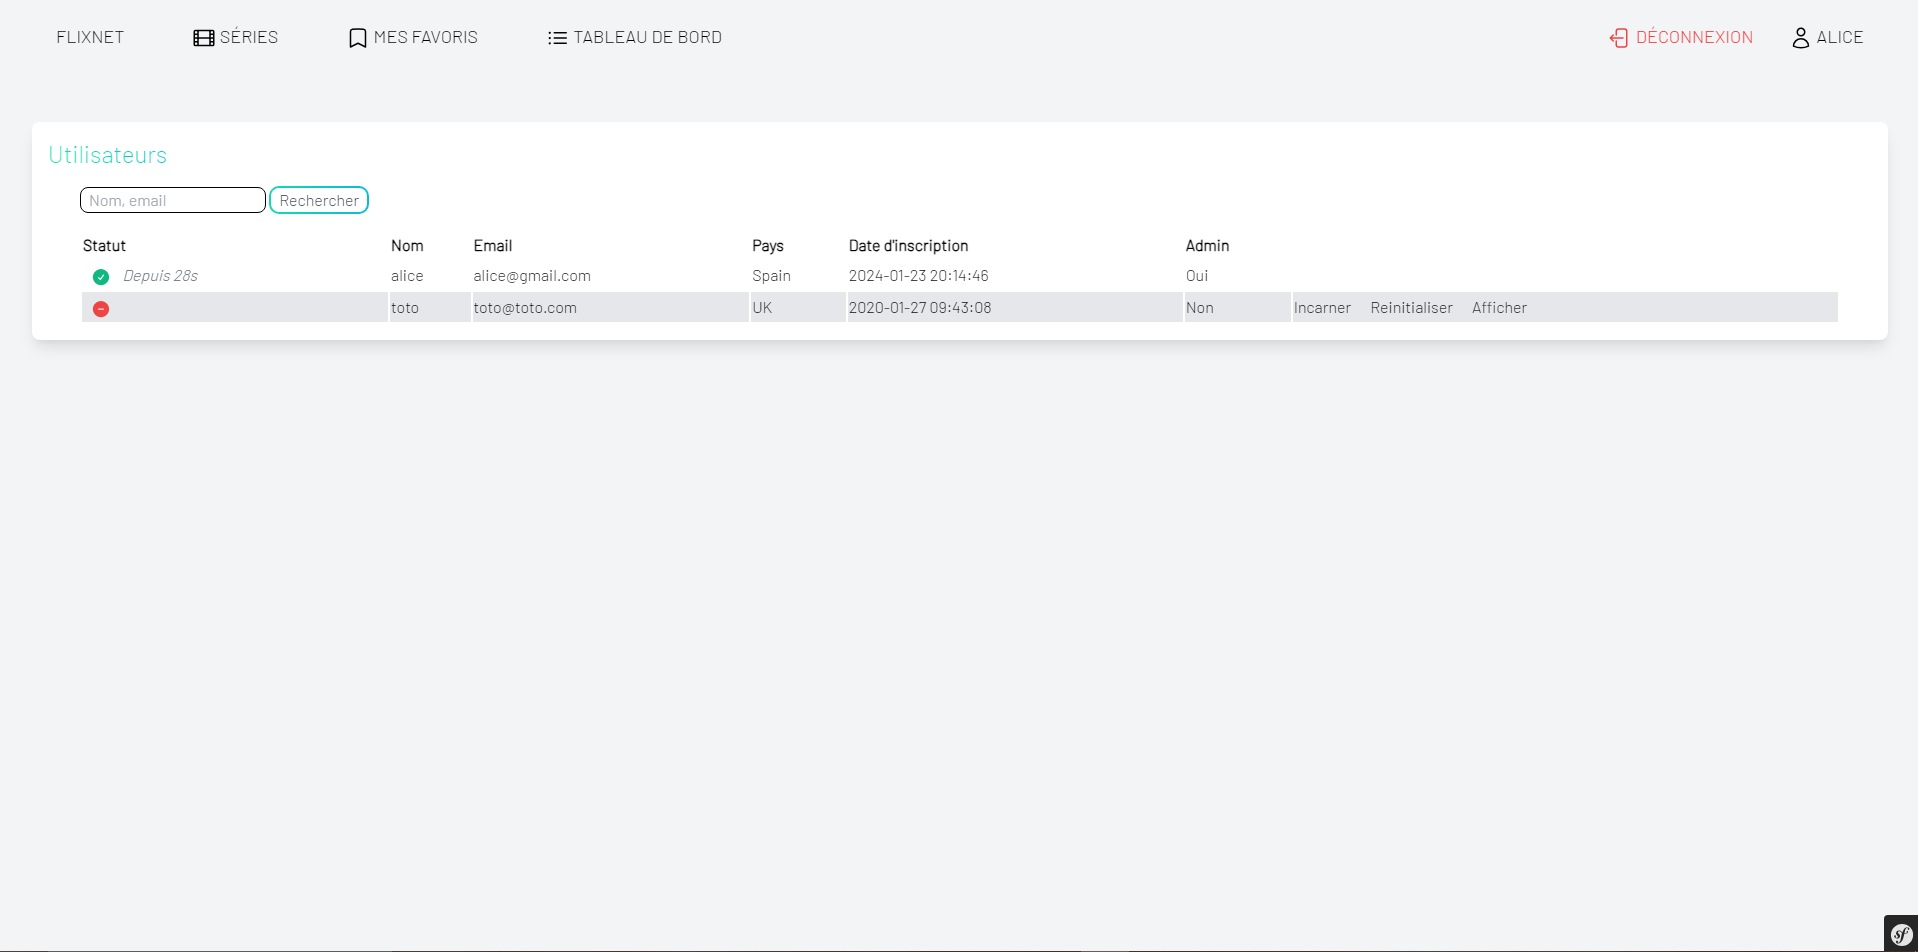 FLIXNET SÉRIES MES FAVORIS TABLEAU DE BORD DÉCONNEXION ALICE
Utilisateurs
Nom, email Rechercher
Statut Nom Email Pays Date d'inscription Admin
Depuis 28s alice alice@gmail.com Spain 2024-01-23 20:14:46 Oui
toto toto@toto.com UK 2020-01-27 09:43:08 Non Incarner Reinitialiser Afficher
sf